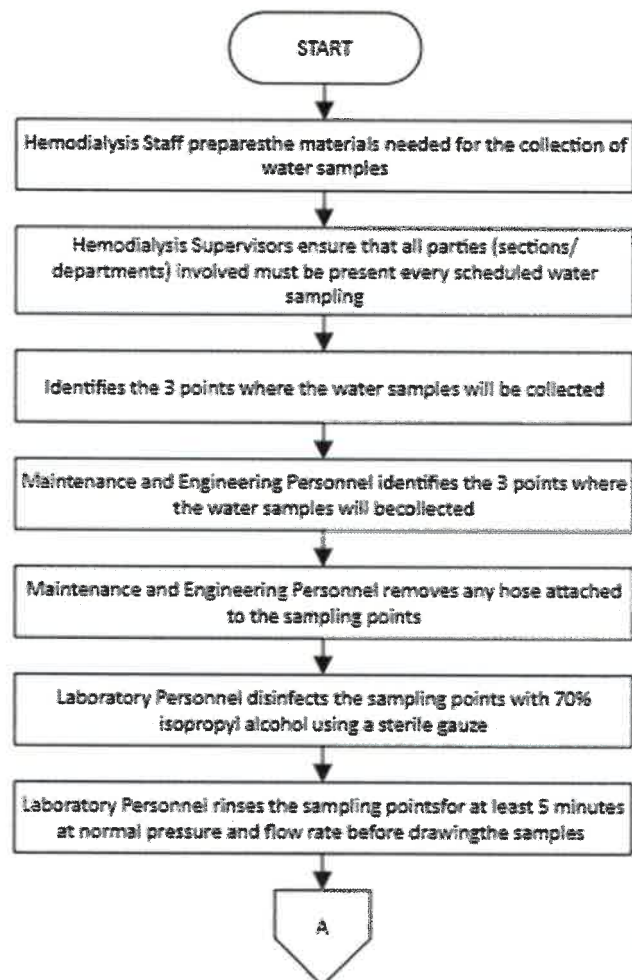 START
Hemodialysis Staff preparesthe materials needed for the collection of
water samples
Hemodialysis Supervisors ensure that all parties (sections/
departments) involved must be present every scheduled water
sampling
Identifies the 3 points where the water samples will be collected
Maintenance and Engineering Personnel identifies the 3 points where
the water samples will becollected
Maintenance and Engineering Personnel removes any hose attached
to the sampling points
Laboratory Personnel disinfects the sampling points with 70%
isopropyl alcohol using a sterile gauze
Laboratory Personnel rinses the sampling pointsfor at least 5 minutes
at normal pressure and flow rate before drawingthe samples
A